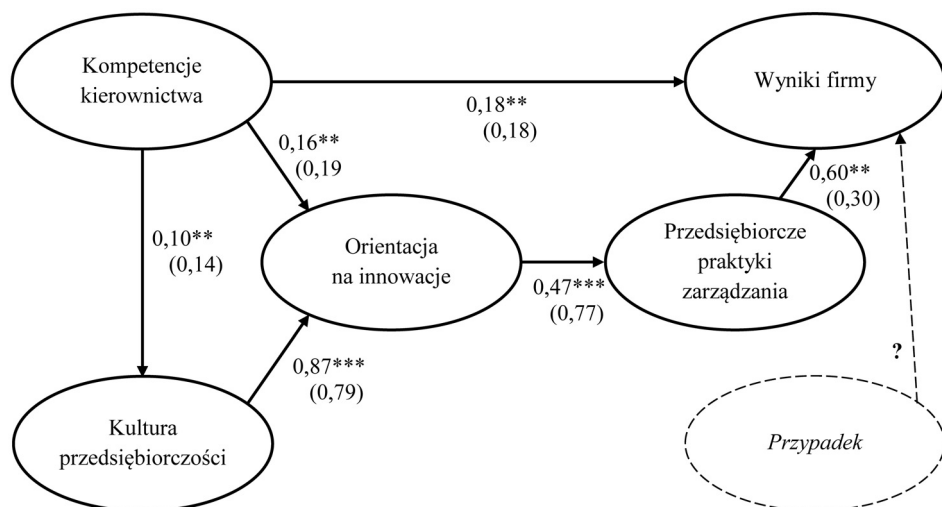 Kompetencje
kierownictwa
Wyniki firmy
0,18**
(0,18)
0,16**
(0,19
0,60**
(0,30)
0,10**
(0,14)
Orientacja
na innowacje
Przedsiębiorcze
praktyki
zarządzania
0,47***
(0,77)
0,87***
(0,79)
?
Kultura
przedsiębiorczości
Przypadek